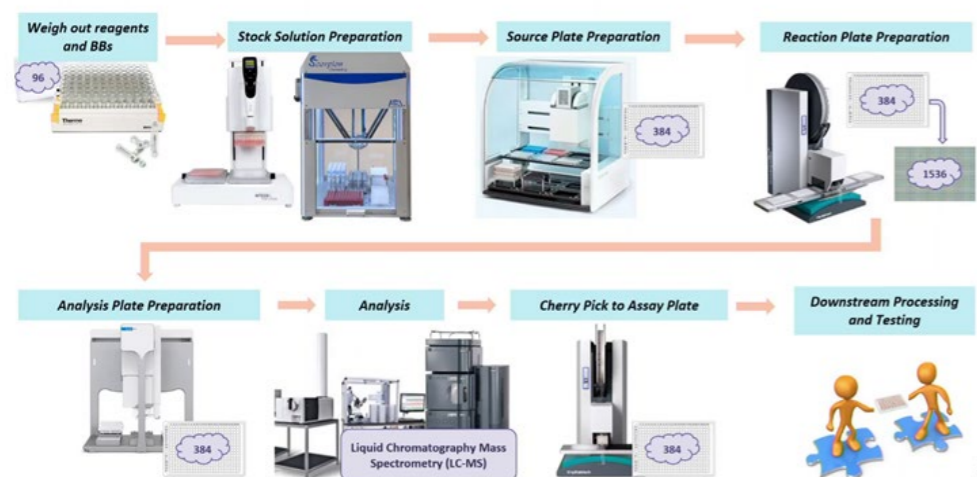 Weigh out reagents
and BBs
Stock Solution Preparation
Source Plate Preparation
Reaction Plate Preparation
96
Thermo
Scorpion
384
384
1536
Analysis Plate Preparation
Analysis
Cherry Pick to Assay Plate
Downstream Processing
and Testing
384
Liquid Chromatography Mass
Spectrometry (LC-MS)
384